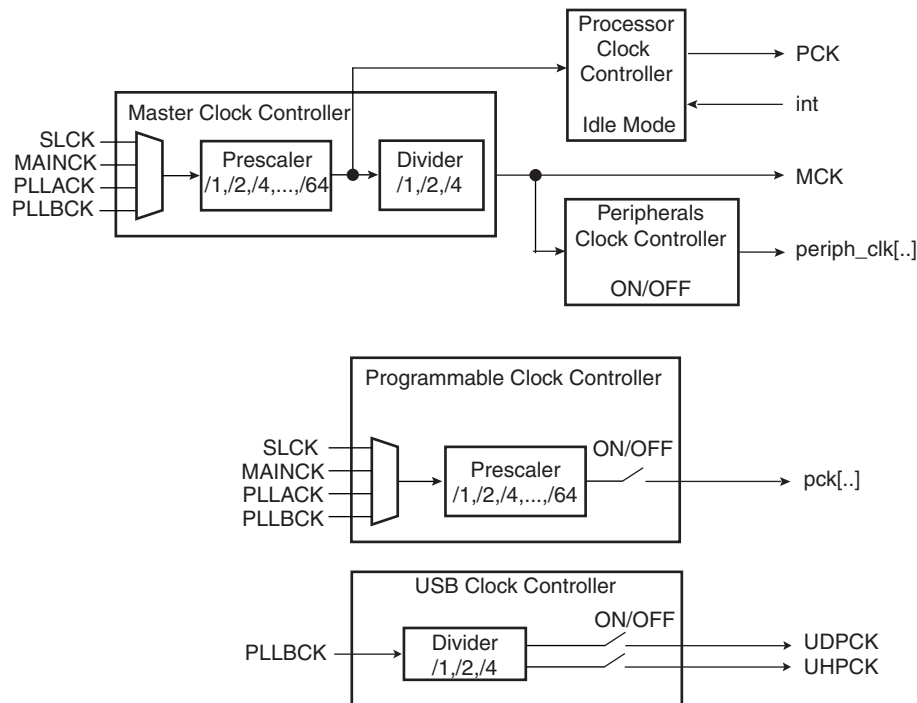 Processor
Clock
Controller
Idle Mode
PCK
int
Master Clock Controller
SLCK
MAINCK
PLLACK
PLLBCK
Prescaler
/1,/2,/4,...,/64
Divider
/1,/2,/4
MCK
Peripherals
Clock Controller
ON/OFF
periph_clk[..]
Programmable Clock Controller
SLCK
MAINCK
PLLACK
PLLBCK
Prescaler
/1,/2,/4,...,/64
ON/OFF
pck[..]
USB Clock Controller
ON/OFF
PLLBCK
Divider
/1,/2,/4
UDPCK
UHPCK